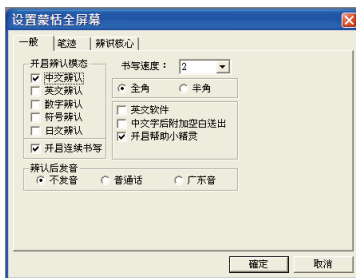 设置蒙恬全屏幕
一般 笔迹 辨识核心
开启辨认模态
中文辨认
英文辨认
数字辨认
符号辨认
日文辨认
开启连续书写
书写速度： 2
全角 半角
英文软件
中文字后附加空白送出
开启帮助小精灵
辨认后发音
不发音 普通话 广东音
確定 取消